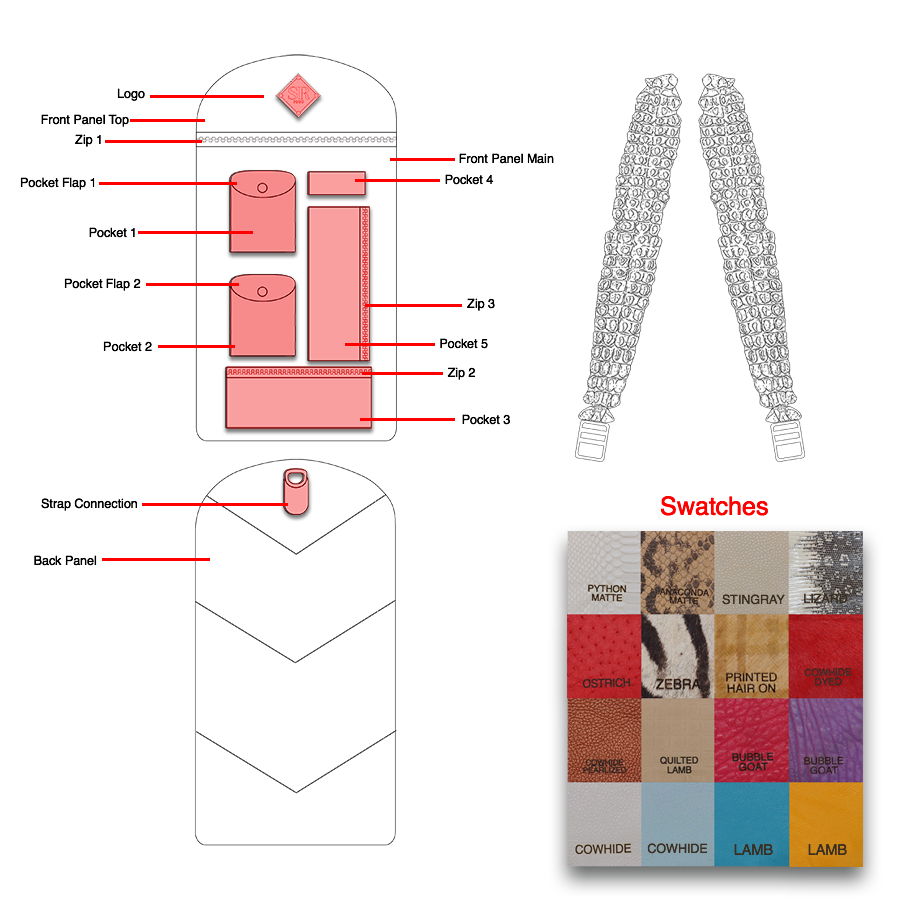 Logo
Front Panel Top
Zip 1
Front Panel Main
Pocket Flap 1
Pocket 4
Pocket 1
Pocket Flap 2
Zip 3
Pocket 2
Pocket 5
Zip 2
Pocket 3
Strap Connection
Back Panel
Swatches
PYTHON
MATTE
ANACONDA
MATTE
STINGRAY
LIZARD
OSTRICH
ZEBRA
PRINTED
HAIR ON
COWHIDE
DYED
COWHIDE
PEARLIZED
QUILTED
LAMB
BUBBLE
GOAT
BUBBLE
GOAT
COWHIDE
COWHIDE
LAMB
LAMB